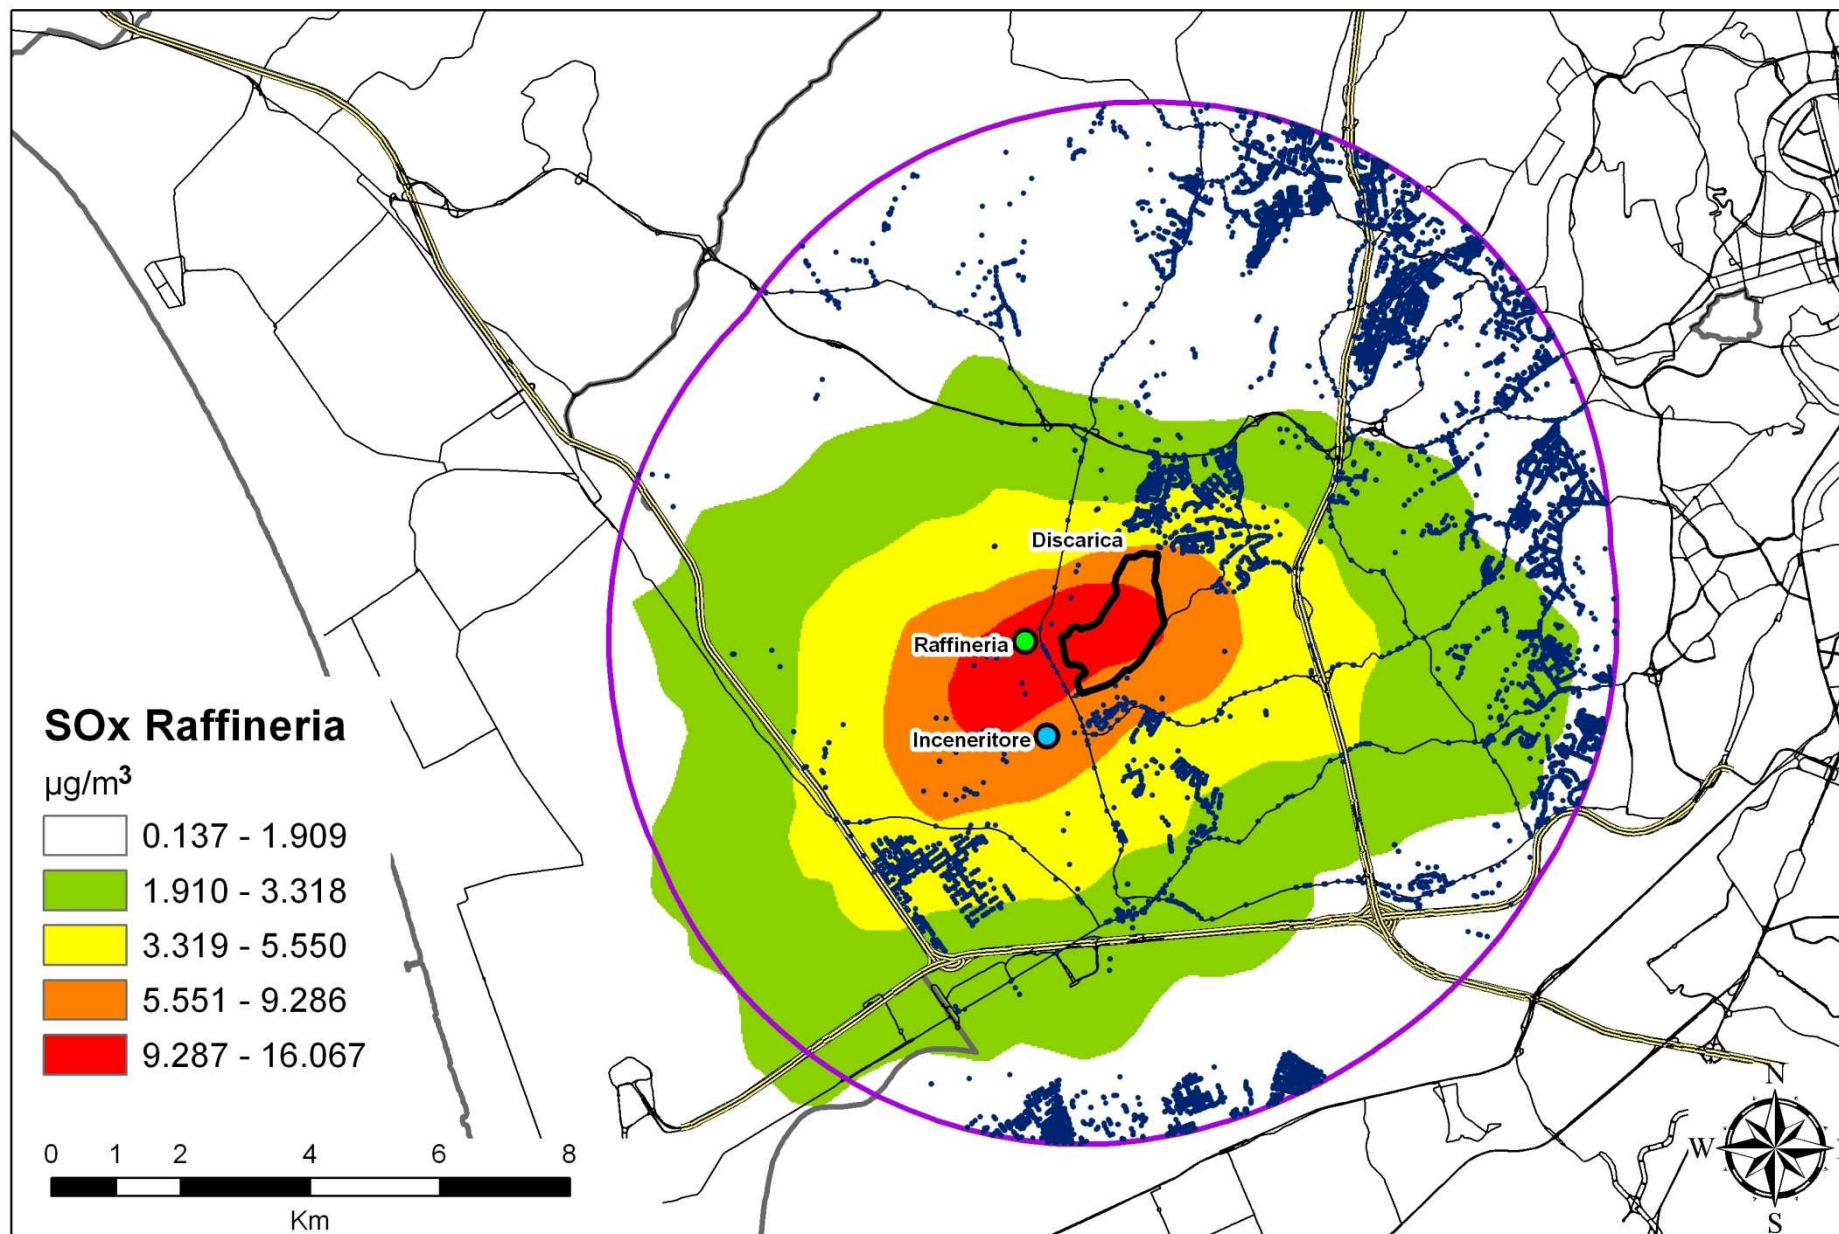 Discarica
Raffineria
Inceneritore
SOx Raffineria
µg/m³
0.137 - 1.909
1.910 - 3.318
3.319 - 5.550
5.551 - 9.286
9.287 - 16.067
0 1 2 4 6 8
Km
N
W
S